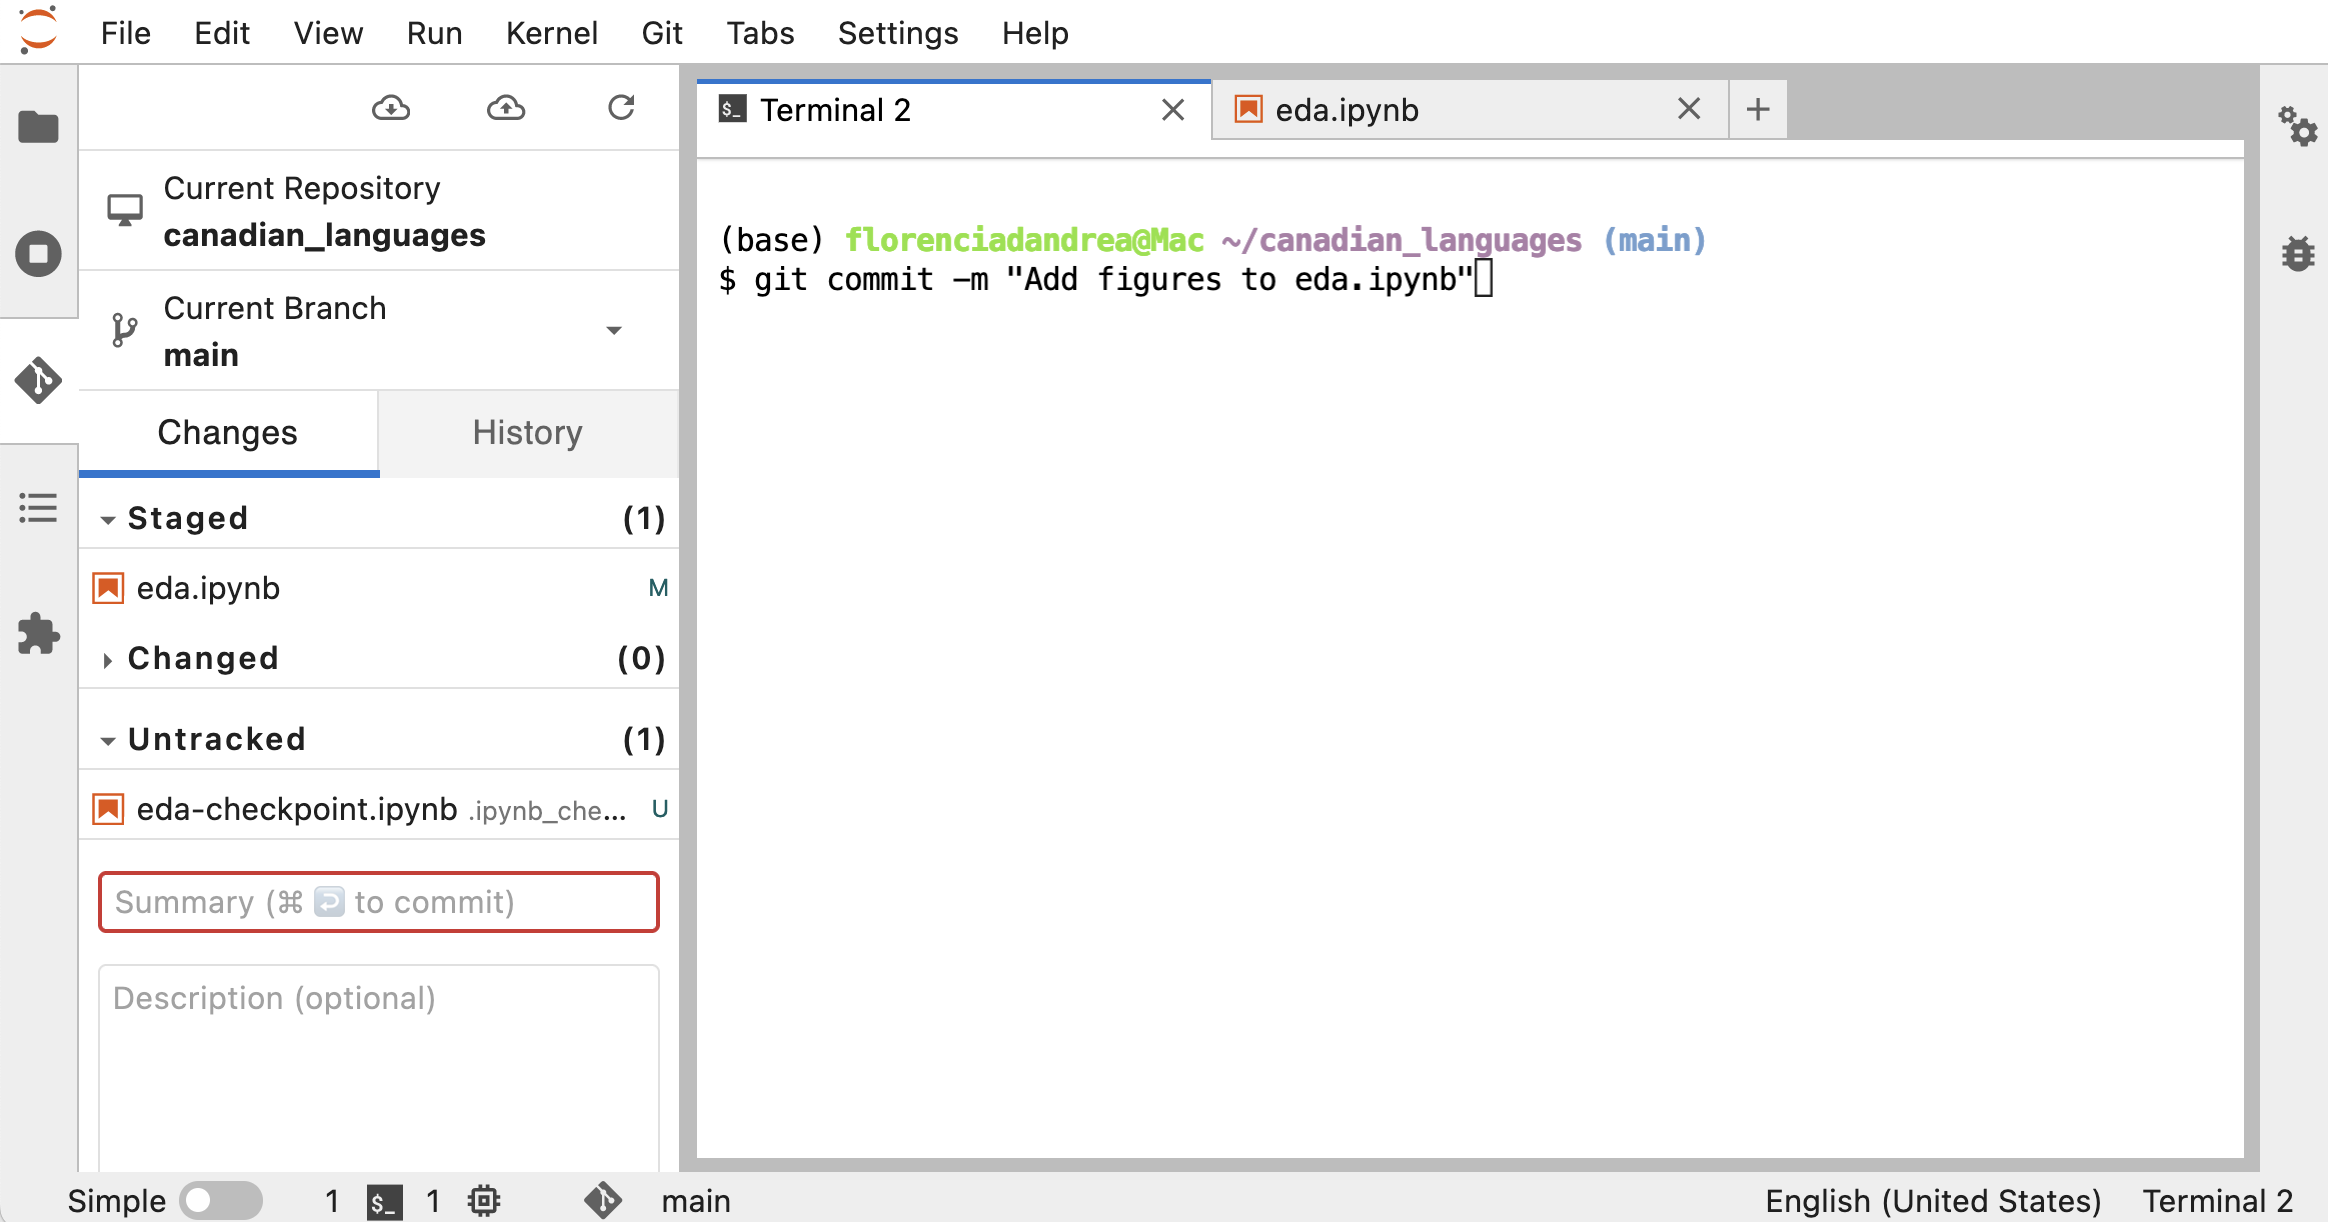 File Edit View Run Kernel Git Tabs Settings Help
Current Repository
canadian_languages
Current Branch
main
Changes History
Staged (1)
eda.ipynb M
Changed (0)
Untracked (1)
eda-checkpoint.ipynb .ipynb_che... U
Summary (⌘ ↩ to commit)
Description (optional)
$_ Terminal 2
eda.ipynb
(base) florenciadandrea@Mac ~/canadian_languages (main)
$ git commit -m "Add figures to eda.ipynb"
Simple 1 $_ 1 main English (United States) Terminal 2